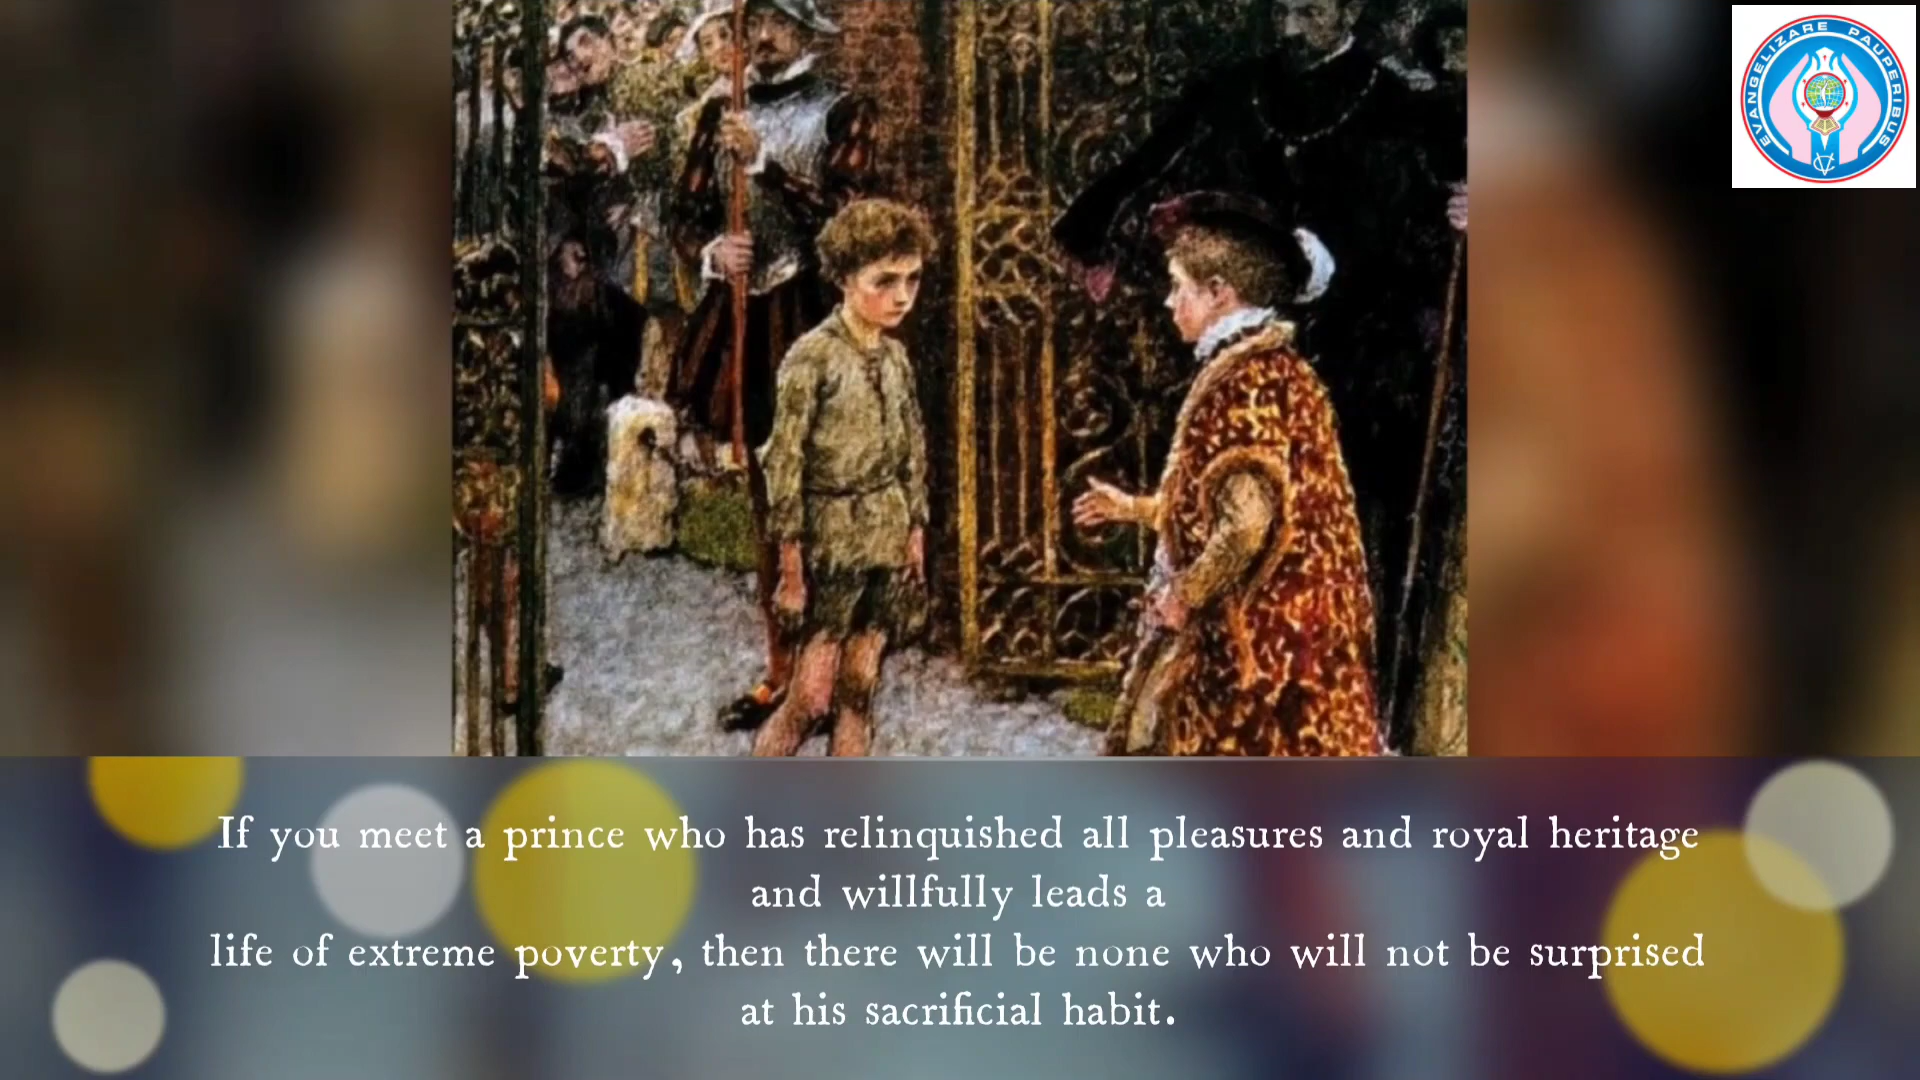 EVANGELIZARE PAUPERIBUS
If you meet a prince who has relinquished all pleasures and royal heritage
and willfully leads a
life of extreme poverty, then there will be none who will not be surprised
at his sacrificial habit.